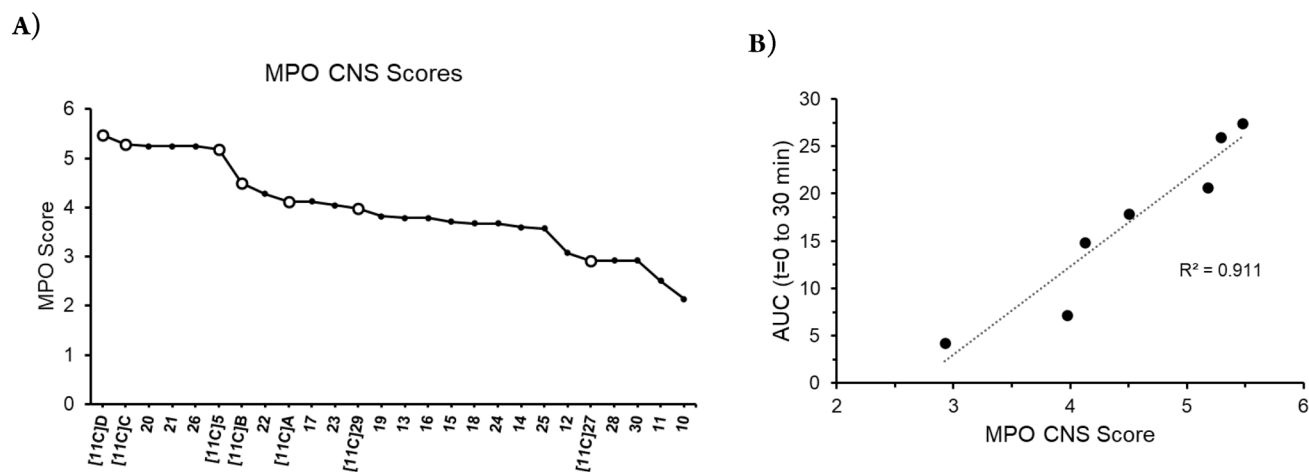 A)
MPO CNS Scores
MPO Score
6
5
4
3
2
1
0
[11C]D
[11C]C
20
21
26
[11C]5
[11C]B
22
[11C]A
17
23
[11C]29
19
13
16
15
18
24
14
25
12
[11C]27
28
30
11
10
B)
AUC (t=0 to 30 min)
30
25
20
15
10
5
0
R² = 0.911
2 3 4 5 6
MPO CNS Score